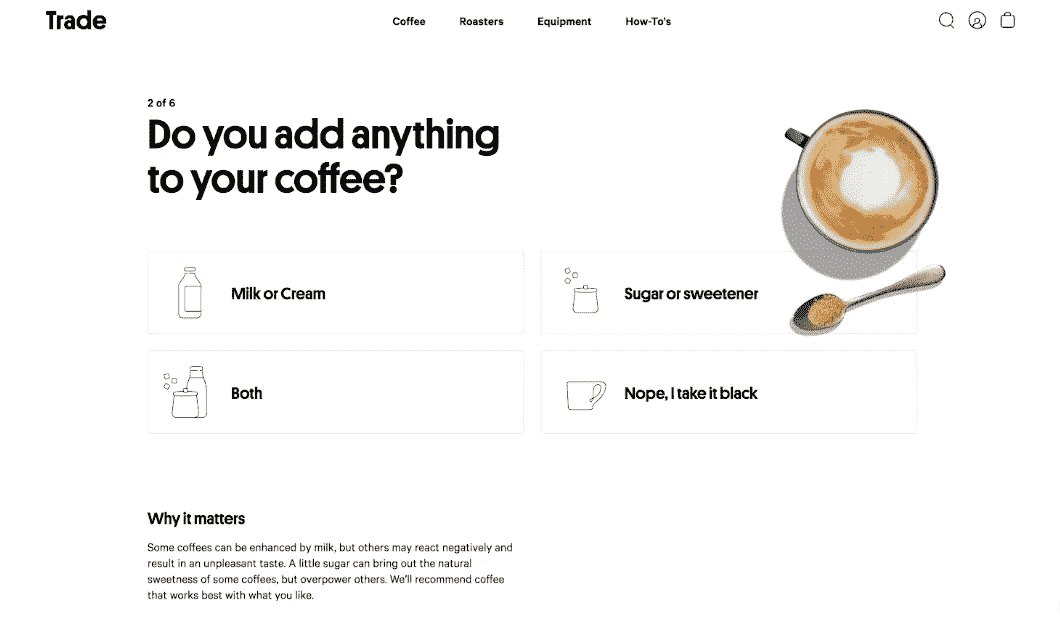 Trade
Coffee
Roasters
Equipment
How-To's
2 of 6
Do you add anything
to your coffee?
Milk or Cream
Sugar or sweetener
Both
Nope, I take it black
Why it matters
Some coffees can be enhanced by milk, but others may react negatively and
result in an unpleasant taste. A little sugar can bring out the natural
sweetness of some coffees, but overpower others. We'll recommend coffee
that works best with what you like.